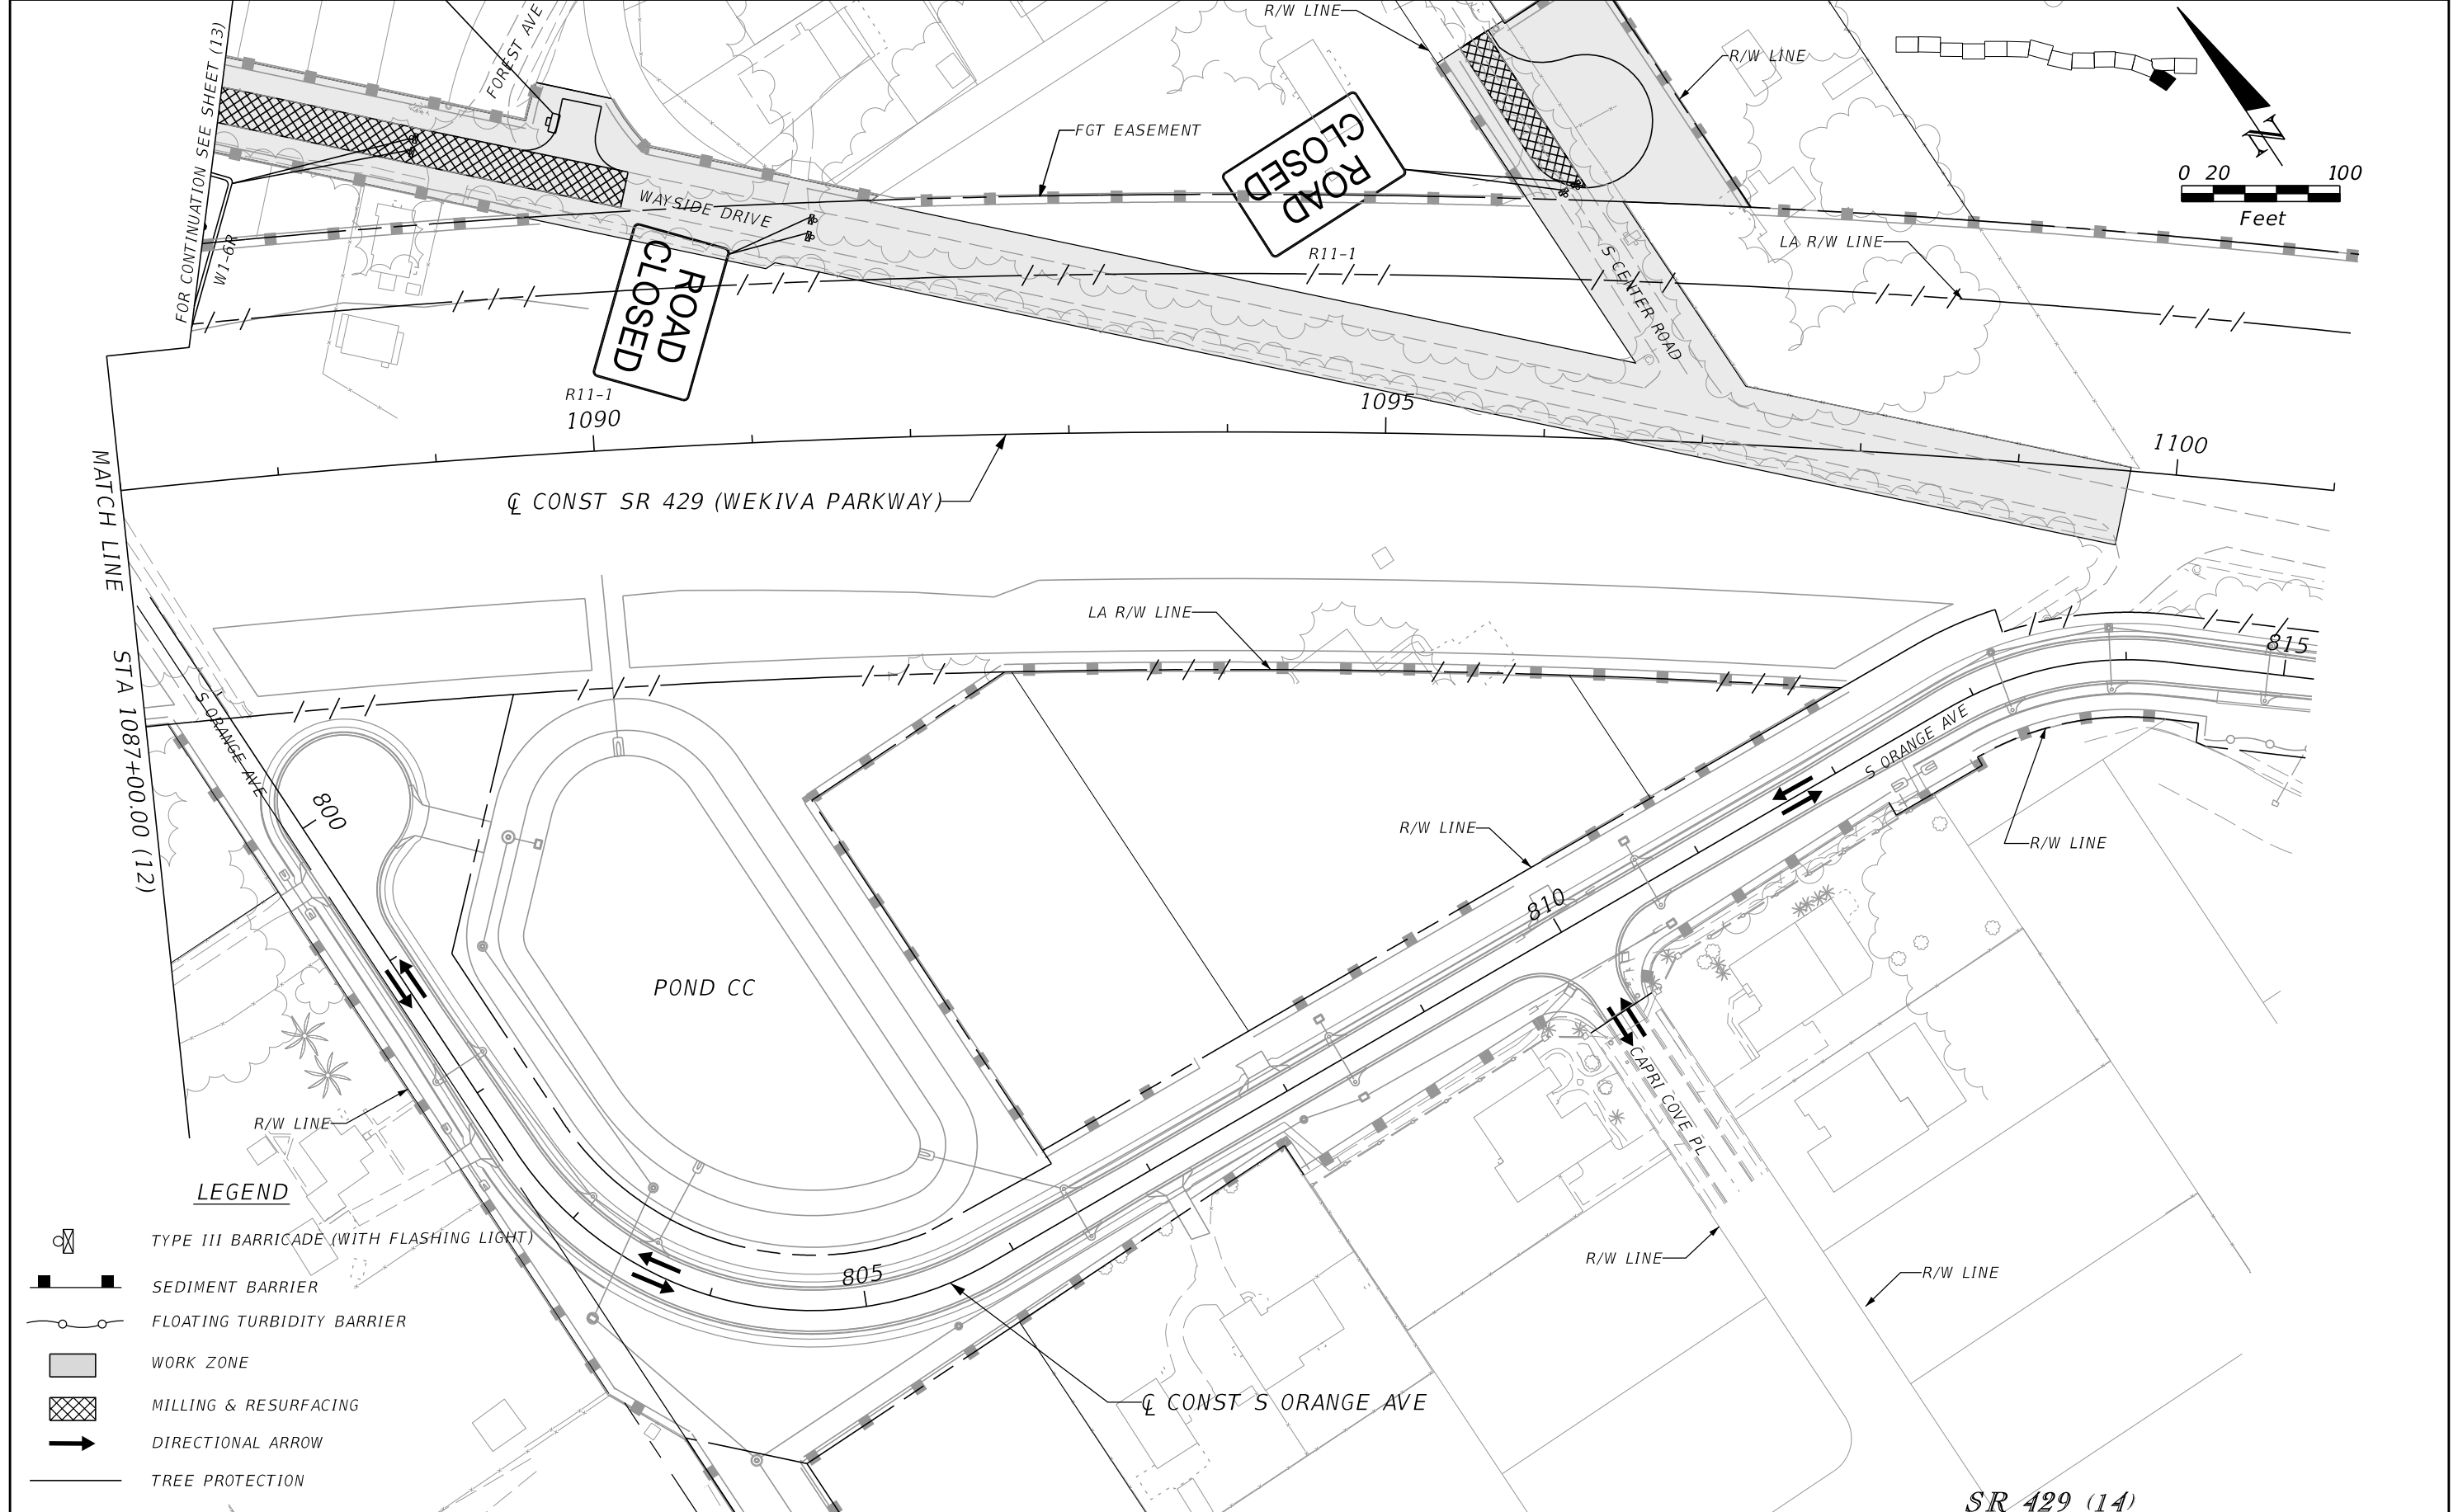 R/W LINE
FOREST AVE
R/W LINE
FOR CONTINUATION SEE SHEET (13)
FGT EASEMENT
ROAD
CLOSED
N
0 20 100
Feet
WAYSIDE DRIVE
W1-6R
LA R/W LINE
R11-1
S CENTER ROAD
ROAD
CLOSED
R11-1
1090
1095
1100
MATCH LINE STA 1087+00.00 (12)
℄ CONST SR 429 (WEKIVA PARKWAY)
LA R/W LINE
815
S ORANGE AVE
S ORANGE AVE
800
R/W LINE
R/W LINE
810
POND CC
CAPRI COVE PL
R/W LINE
LEGEND
TYPE III BARRICADE (WITH FLASHING LIGHT)
SEDIMENT BARRIER
FLOATING TURBIDITY BARRIER
WORK ZONE
MILLING & RESURFACING
DIRECTIONAL ARROW
TREE PROTECTION
805
R/W LINE
R/W LINE
℄ CONST S ORANGE AVE
SR 429 (14)